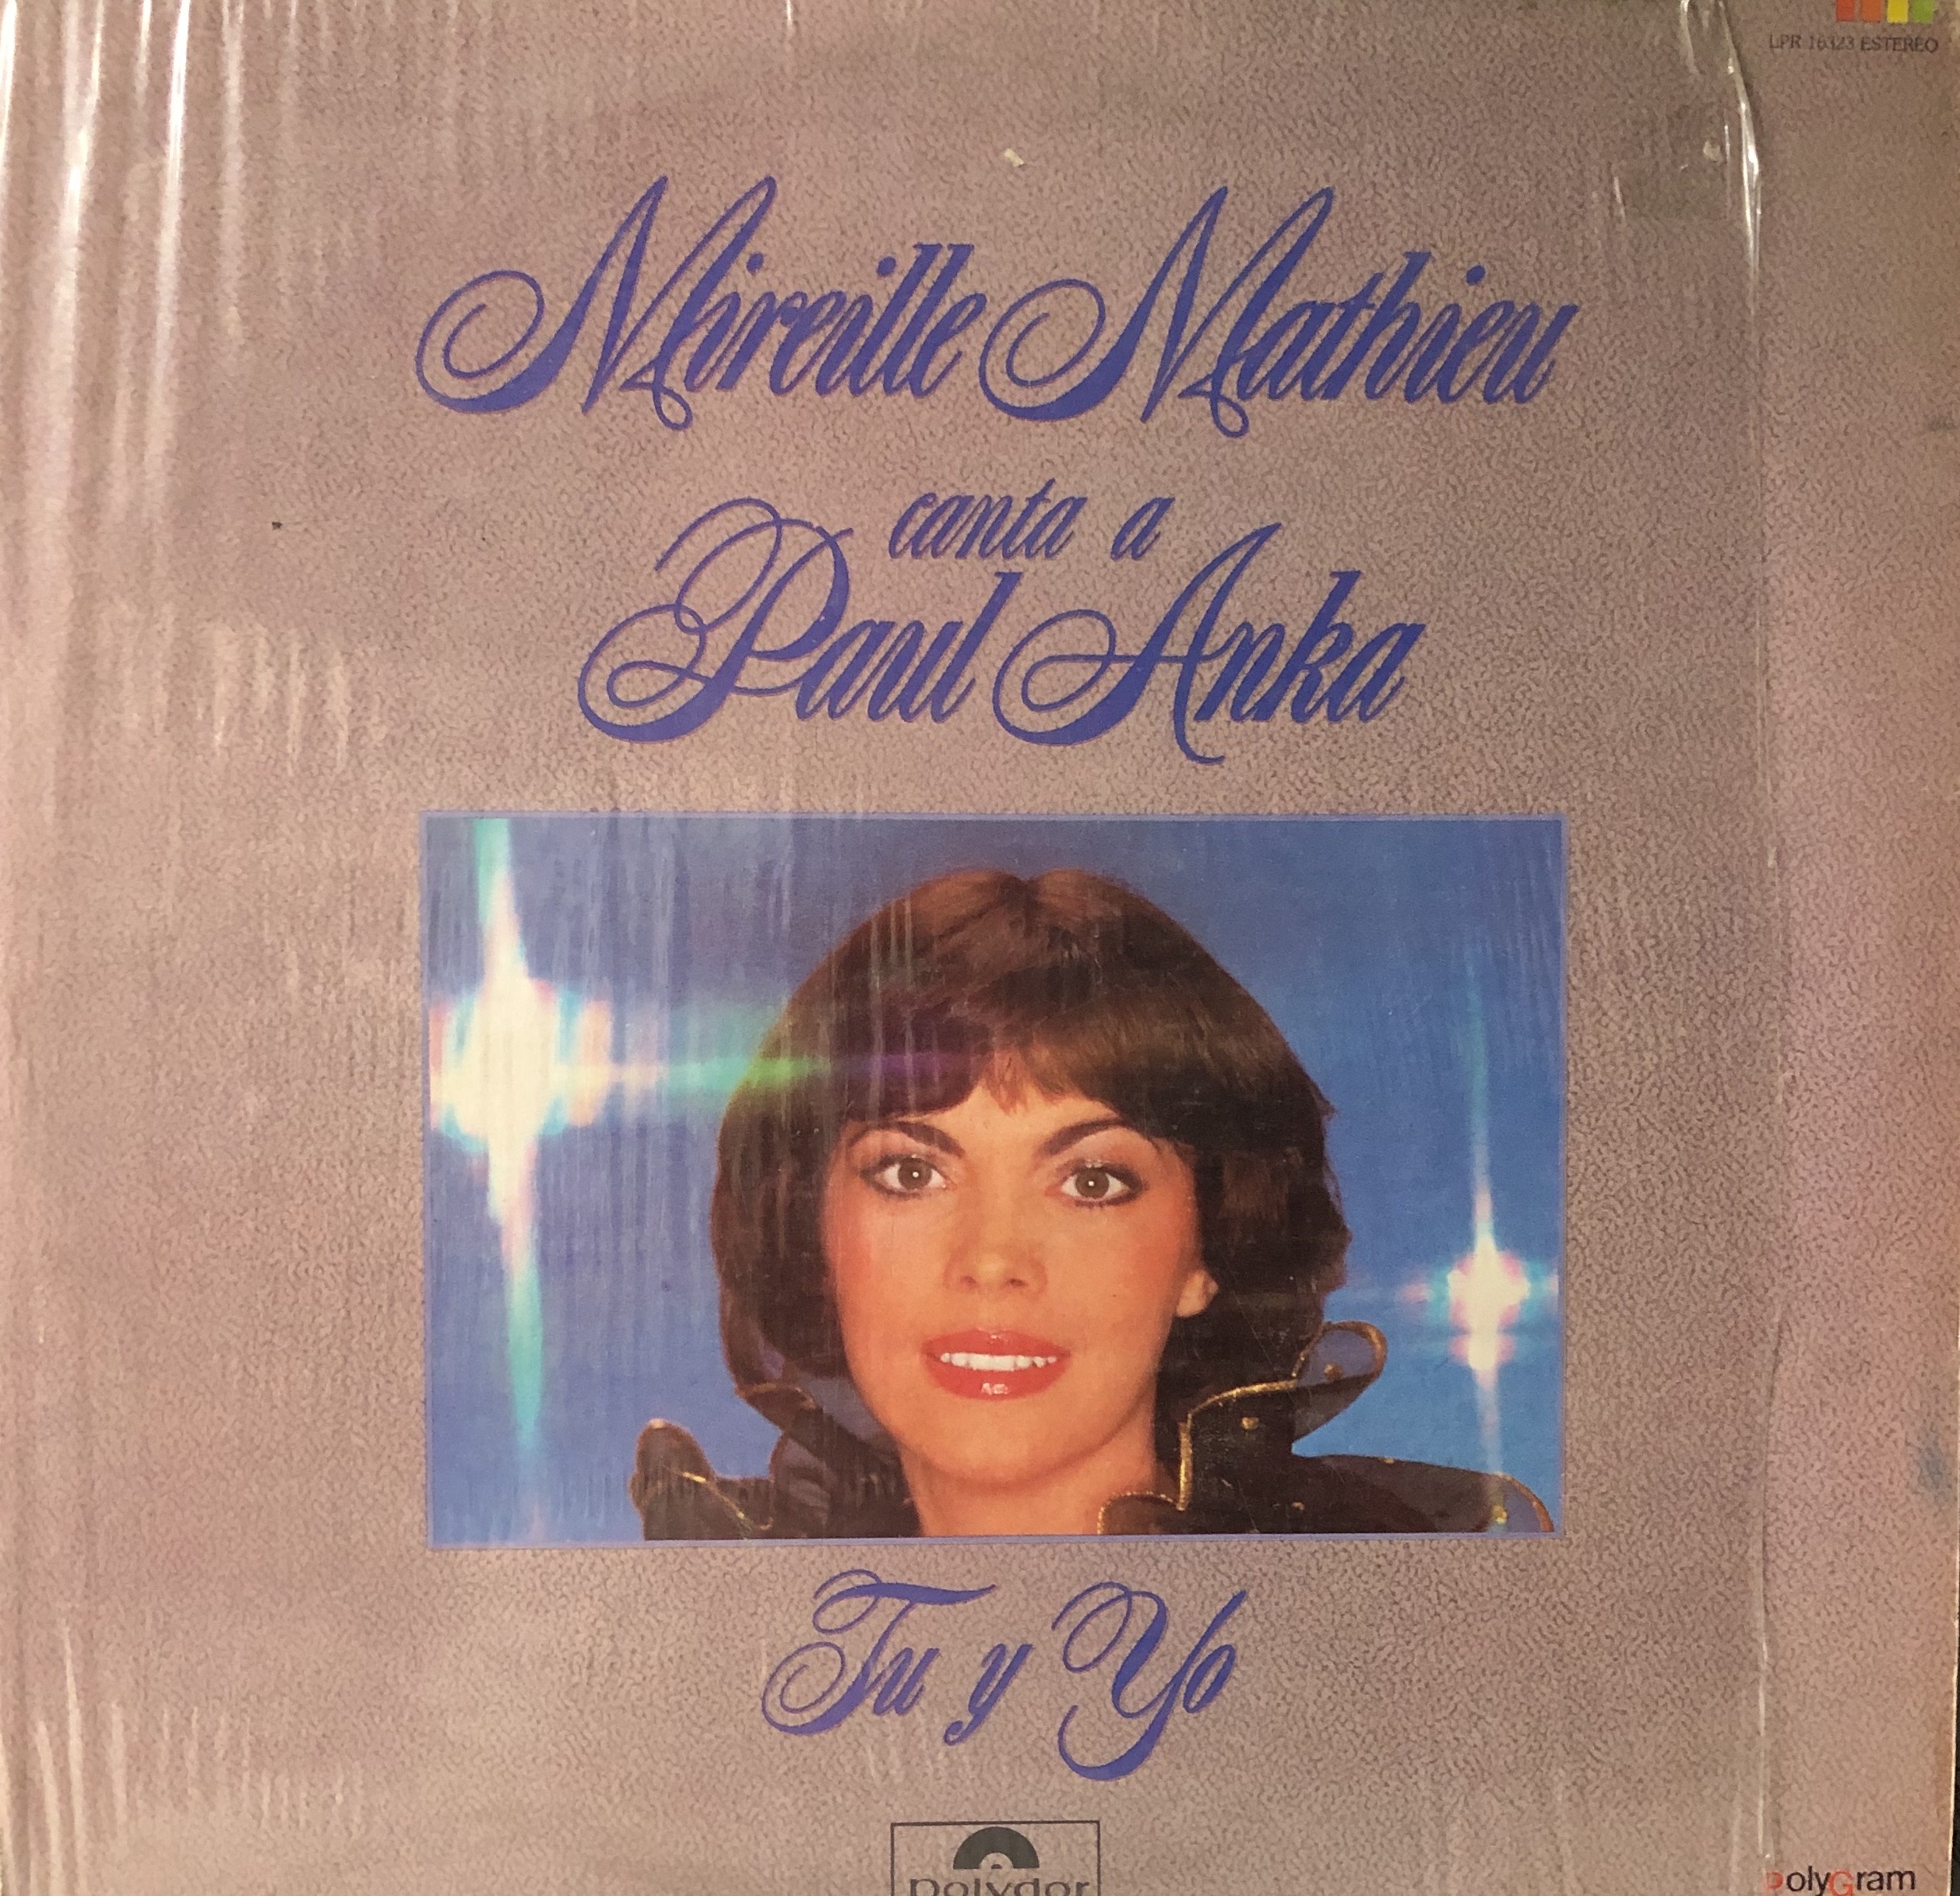 LPR 16323 ESTEREO
Mireille Mathieu
canta a
Paul Anka
Tu y Yo
polydor
polyGram